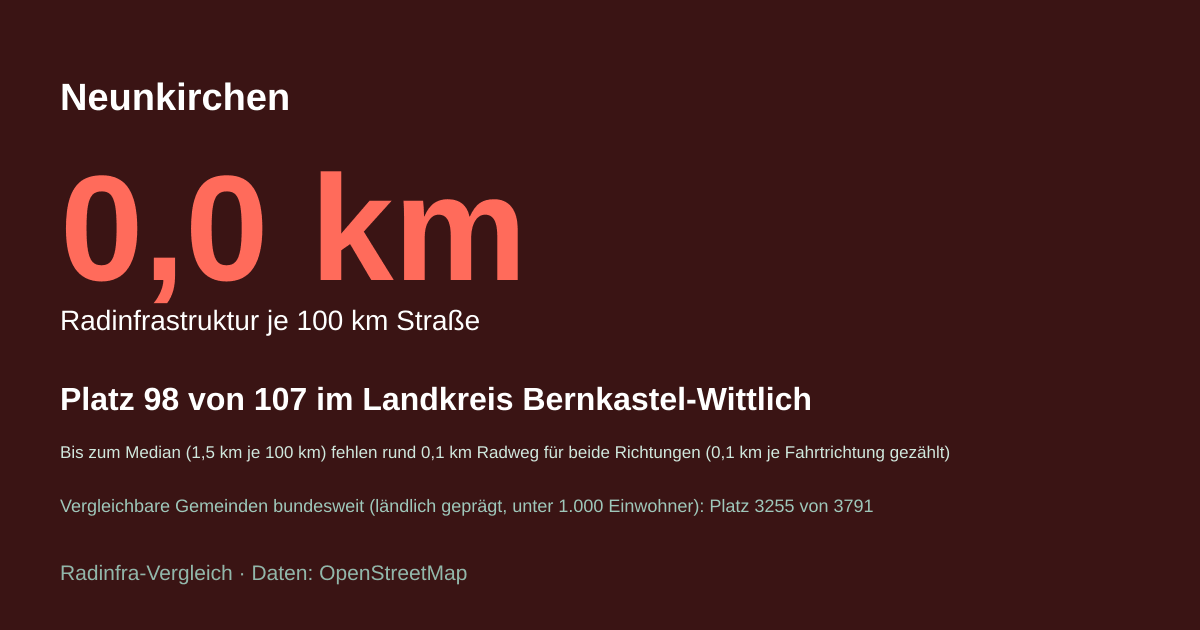 Neunkirchen
0,0 km
Radinfrastruktur je 100 km Straße
Platz 98 von 107 im Landkreis Bernkastel-Wittlich
Bis zum Median (1,5 km je 100 km) fehlen rund 0,1 km Radweg für beide Richtungen (0,1 km je Fahrtrichtung gezählt)
Vergleichbare Gemeinden bundesweit (ländlich geprägt, unter 1.000 Einwohner): Platz 3255 von 3791
Radinfra-Vergleich · Daten: OpenStreetMap